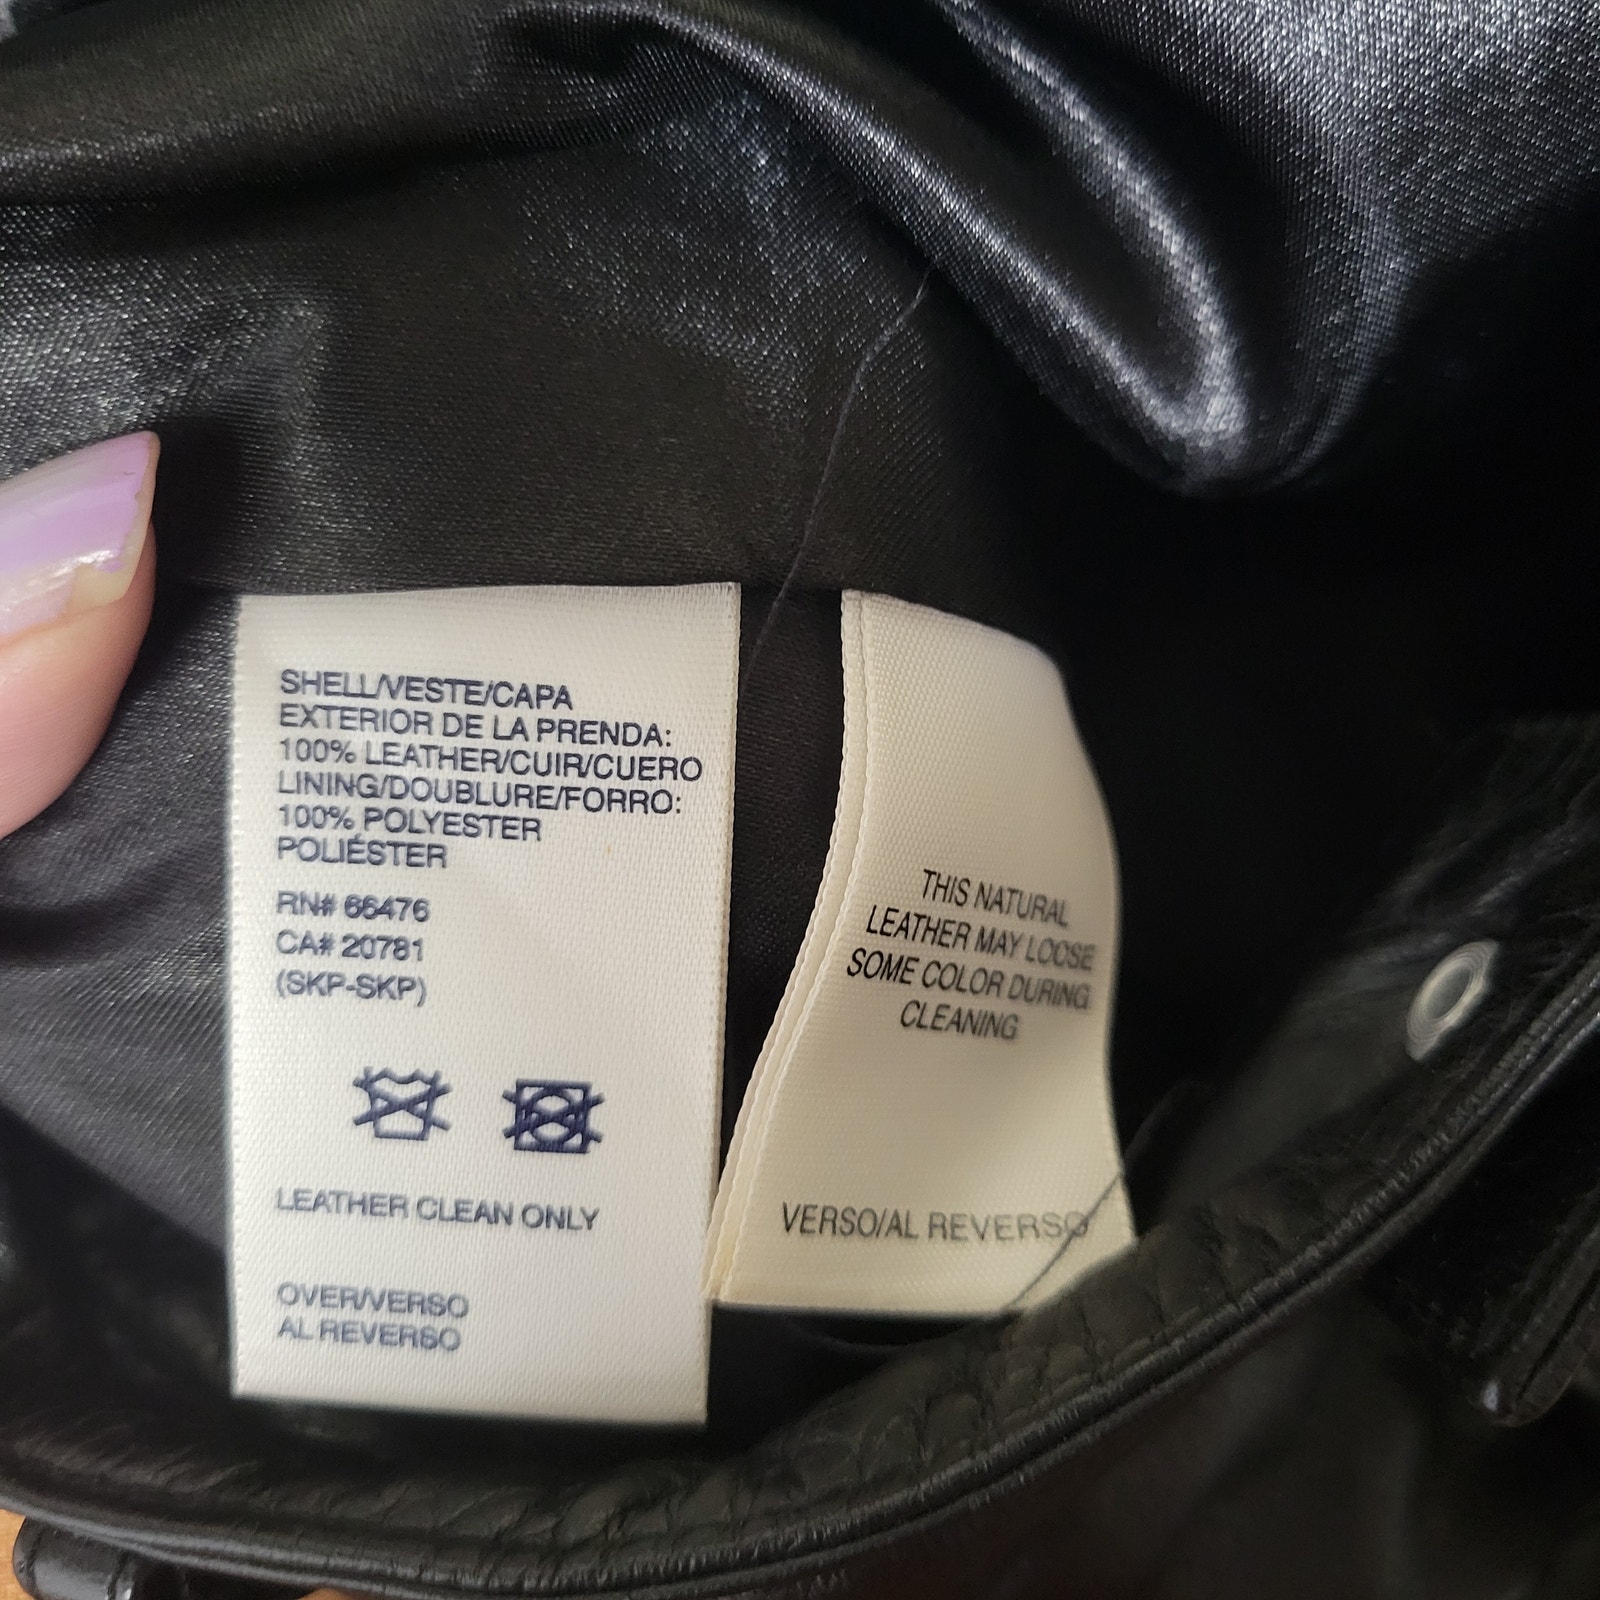 SHELL/VESTE/CAPA
EXTERIOR DE LA PRENDA:
100% LEATHER/CUIR/CUERO
LINING/DOUBLURE/FORRO:
100% POLYESTER
POLIÉSTER
RN# 66476
CA# 20781
(SKP-SKP)
LEATHER CLEAN ONLY
OVER/VERSO
AL REVERSO
THIS NATURAL
LEATHER MAY LOOSE
SOME COLOR DURING
CLEANING
VERSO/AL REVERSO